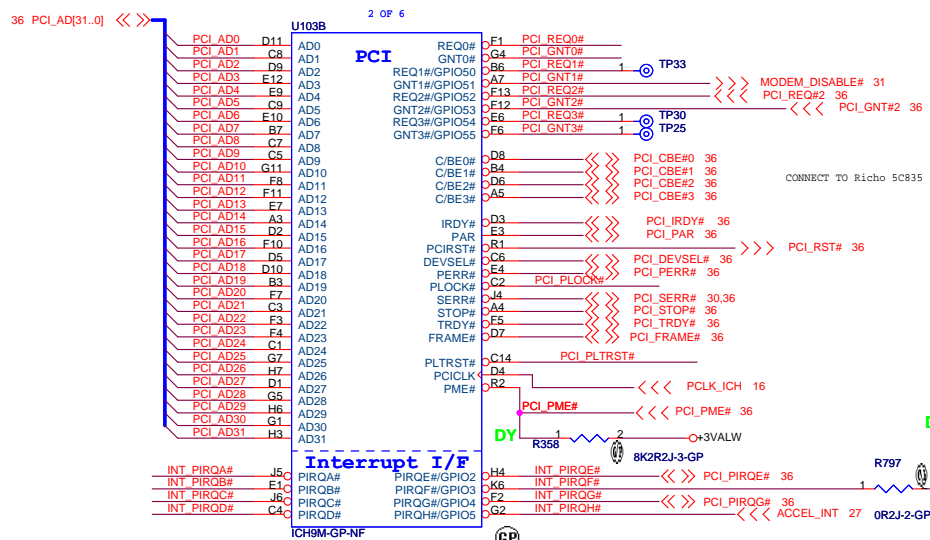 2 OF 6
36 PCI_AD[31..0]
U103B
PCI
PCI_AD0 D11 AD0
PCI_AD1 C8 AD1
PCI_AD2 D9 AD2
PCI_AD3 E12 AD3
PCI_AD4 E9 AD4
PCI_AD5 C9 AD5
PCI_AD6 E10 AD6
PCI_AD7 B7 AD7
PCI_AD8 C7 AD8
PCI_AD9 C5 AD9
PCI_AD10 G11 AD10
PCI_AD11 F8 AD11
PCI_AD12 F11 AD12
PCI_AD13 E7 AD13
PCI_AD14 A3 AD14
PCI_AD15 D2 AD15
PCI_AD16 F10 AD16
PCI_AD17 D5 AD17
PCI_AD18 D10 AD18
PCI_AD19 B3 AD19
PCI_AD20 F7 AD20
PCI_AD21 C3 AD21
PCI_AD22 F3 AD22
PCI_AD23 F4 AD23
PCI_AD24 C1 AD24
PCI_AD25 G7 AD25
PCI_AD26 H7 AD26
PCI_AD27 D1 AD27
PCI_AD28 G5 AD28
PCI_AD29 H6 AD29
PCI_AD30 G1 AD30
PCI_AD31 H3 AD31
REQ0# F1 PCI_REQ0#
GNT0# G4 PCI_GNT0#
REQ1#/GPIO50 B6 PCI_REQ1# 1 TP33
GNT1#/GPIO51 A7 PCI_GNT1# MODEM_DISABLE# 31
REQ2#/GPIO52 F13 PCI_REQ2# PCI_REQ#2 36
GNT2#/GPIO53 F12 PCI_GNT2# PCI_GNT#2 36
REQ3#/GPIO54 E6 PCI_REQ3# 1 TP30
GNT3#/GPIO55 F6 PCI_GNT3# 1 TP25
C/BE0# D8 PCI_CBE#0 36
C/BE1# B4 PCI_CBE#1 36
C/BE2# D6 PCI_CBE#2 36
C/BE3# A5 PCI_CBE#3 36
CONNECT TO Richo 5C835
IRDY# D3 PCI_IRDY# 36
PAR E3 PCI_PAR 36
PCIRST# R1 PCI_RST# 36
DEVSEL# C6 PCI_DEVSEL# 36
PERR# E4 PCI_PERR# 36
PLOCK# C2 PCI_PLOCK#
SERR# J4 PCI_SERR# 30,36
STOP# A4 PCI_STOP# 36
TRDY# F5 PCI_TRDY# 36
FRAME# D7 PCI_FRAME# 36
PLTRST# C14 PCI_PLTRST#
PCICLK D4 PCLK_ICH 16
PME# R2
PCI_PME# PCI_PME# 36
DY R358 1 2 +3VALW
8K2R2J-3-GP
Interrupt I/F
INT_PIRQA# J5 PIRQA#
INT_PIRQB# E1 PIRQB#
INT_PIRQC# J6 PIRQC#
INT_PIRQD# C4 PIRQD#
PIRQE#/GPIO2 H4 INT_PIRQE# PCI_PIRQE# 36
PIRQF#/GPIO3 K6 INT_PIRQF# 1 R797
PIRQG#/GPIO4 F2 INT_PIRQG# PCI_PIRQG# 36
PIRQH#/GPIO5 G2 INT_PIRQH# ACCEL_INT 27
0R2J-2-GP
ICH9M-GP-NF
GP